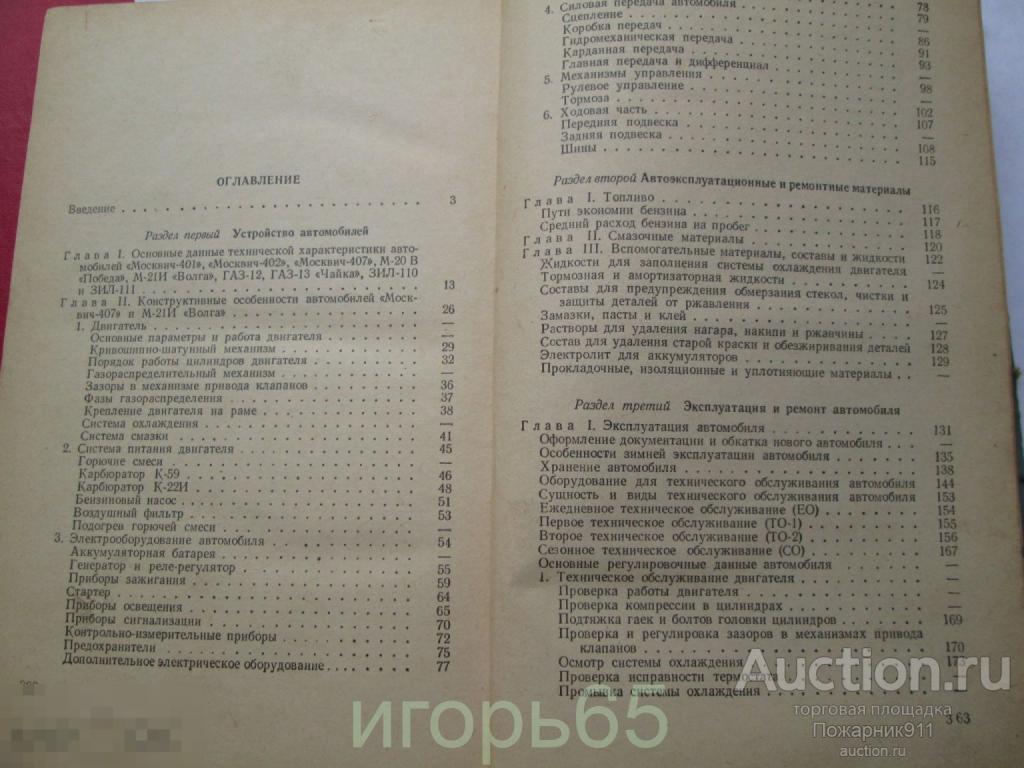 ОГЛАВЛЕНИЕ
Введение . . . 3
Раздел первый Устройство автомобилей
Глава I. Основные данные технической характеристики авто-
мобилей «Москвич-401», «Москвич-402», «Москвич-407», М-20 В
«Победа», М-21И «Волга», ГАЗ-12, ГАЗ-13 «Чайка», ЗИЛ-110
и ЗИЛ-111 . . . 13
Глава II. Конструктивные особенности автомобилей «Моск-
вич-407» и М-21И «Волга» . . . 26
1. Двигатель . . . —
Основные параметры и работа двигателя . . . —
Кривошипно-шатунный механизм . . . 29
Порядок работы цилиндров двигателя . . . 32
Газораспределительный механизм . . . —
Зазоры в механизме привода клапанов . . . 36
Фазы газораспределения . . . 37
Крепление двигателя на раме . . . 38
Система охлаждения . . . —
Система смазки . . . 41
2. Система питания двигателя . . . 45
Горючие смеси . . . —
Карбюратор К-59 . . . 46
Карбюратор К-22И . . . 48
Бензиновый насос . . . 51
Воздушный фильтр . . . 53
Подогрев горючей смеси . . . —
3. Электрооборудование автомобиля . . . 54
Аккумуляторная батарея . . . —
Генератор и реле-регулятор . . . 55
Приборы зажигания . . . 59
Стартер . . . 64
Приборы освещения . . . 65
Приборы сигнализации . . . 70
Контрольно-измерительные приборы . . . 72
Предохранители . . . 75
Дополнительное электрическое оборудование . . . 77
4. Силовая передача автомобиля . . . 78
Сцепление . . . 79
Коробка передач . . . —
Гидромеханическая передача . . . 86
Карданная передача . . . 91
Главная передача и дифференциал . . . 93
5. Механизмы управления . . . —
Рулевое управление . . . 98
Тормоза . . . —
6. Ходовая часть . . . 102
Передняя подвеска . . . 107
Задняя подвеска . . . —
Шины . . . 108
115
Раздел второй Автоэксплуатационные и ремонтные материалы
Глава I. Топливо . . . 116
Пути экономии бензина . . . 117
Средний расход бензина на пробег . . . 118
Глава II. Смазочные материалы . . . 120
Глава III. Вспомогательные материалы, составы и жидкости 122
Жидкости для заполнения системы охлаждения двигателя —
Тормозная и амортизаторная жидкости . . . 124
Составы для предупреждения обмерзания стекол, чистки и
защиты деталей от ржавления . . . 125
Замазки, пасты и клей . . . —
Растворы для удаления нагара, накипи и ржавчины . . 127
Состав для удаления старой краски и обезжиривания деталей 128
Электролит для аккумуляторов . . . 129
Прокладочные, изоляционные и уплотняющие материалы . . —
Раздел третий Эксплуатация и ремонт автомобиля
Глава I. Эксплуатация автомобиля . . . 131
Оформление документации и обкатка нового автомобиля . . . —
Особенности зимней эксплуатации автомобиля . . . 135
Хранение автомобиля . . . 138
Оборудование для технического обслуживания автомобиля 144
Сущность и виды технического обслуживания автомобиля 153
Ежедневное техническое обслуживание (ЕО) . . . 154
Первое техническое обслуживание (ТО-1) . . . 155
Второе техническое обслуживание (ТО-2) . . . 156
Сезонное техническое обслуживание (СО) . . . 167
Основные регулировочные данные автомобиля . . . —
1. Техническое обслуживание двигателя . . . —
Проверка работы двигателя . . . —
Проверка компрессии в цилиндрах . . . —
Подтяжка гаек и болтов головки цилиндров . . . 169
Проверка и регулировка зазоров в механизмах привода
клапанов . . . 170
Осмотр системы охлаждения . . . 173
Проверка исправности термостата . . . —
Промывка системы охлаждения . . . —
363
Auction.ru
торговая площадка
Пожарник911
auction.ru
игорь65